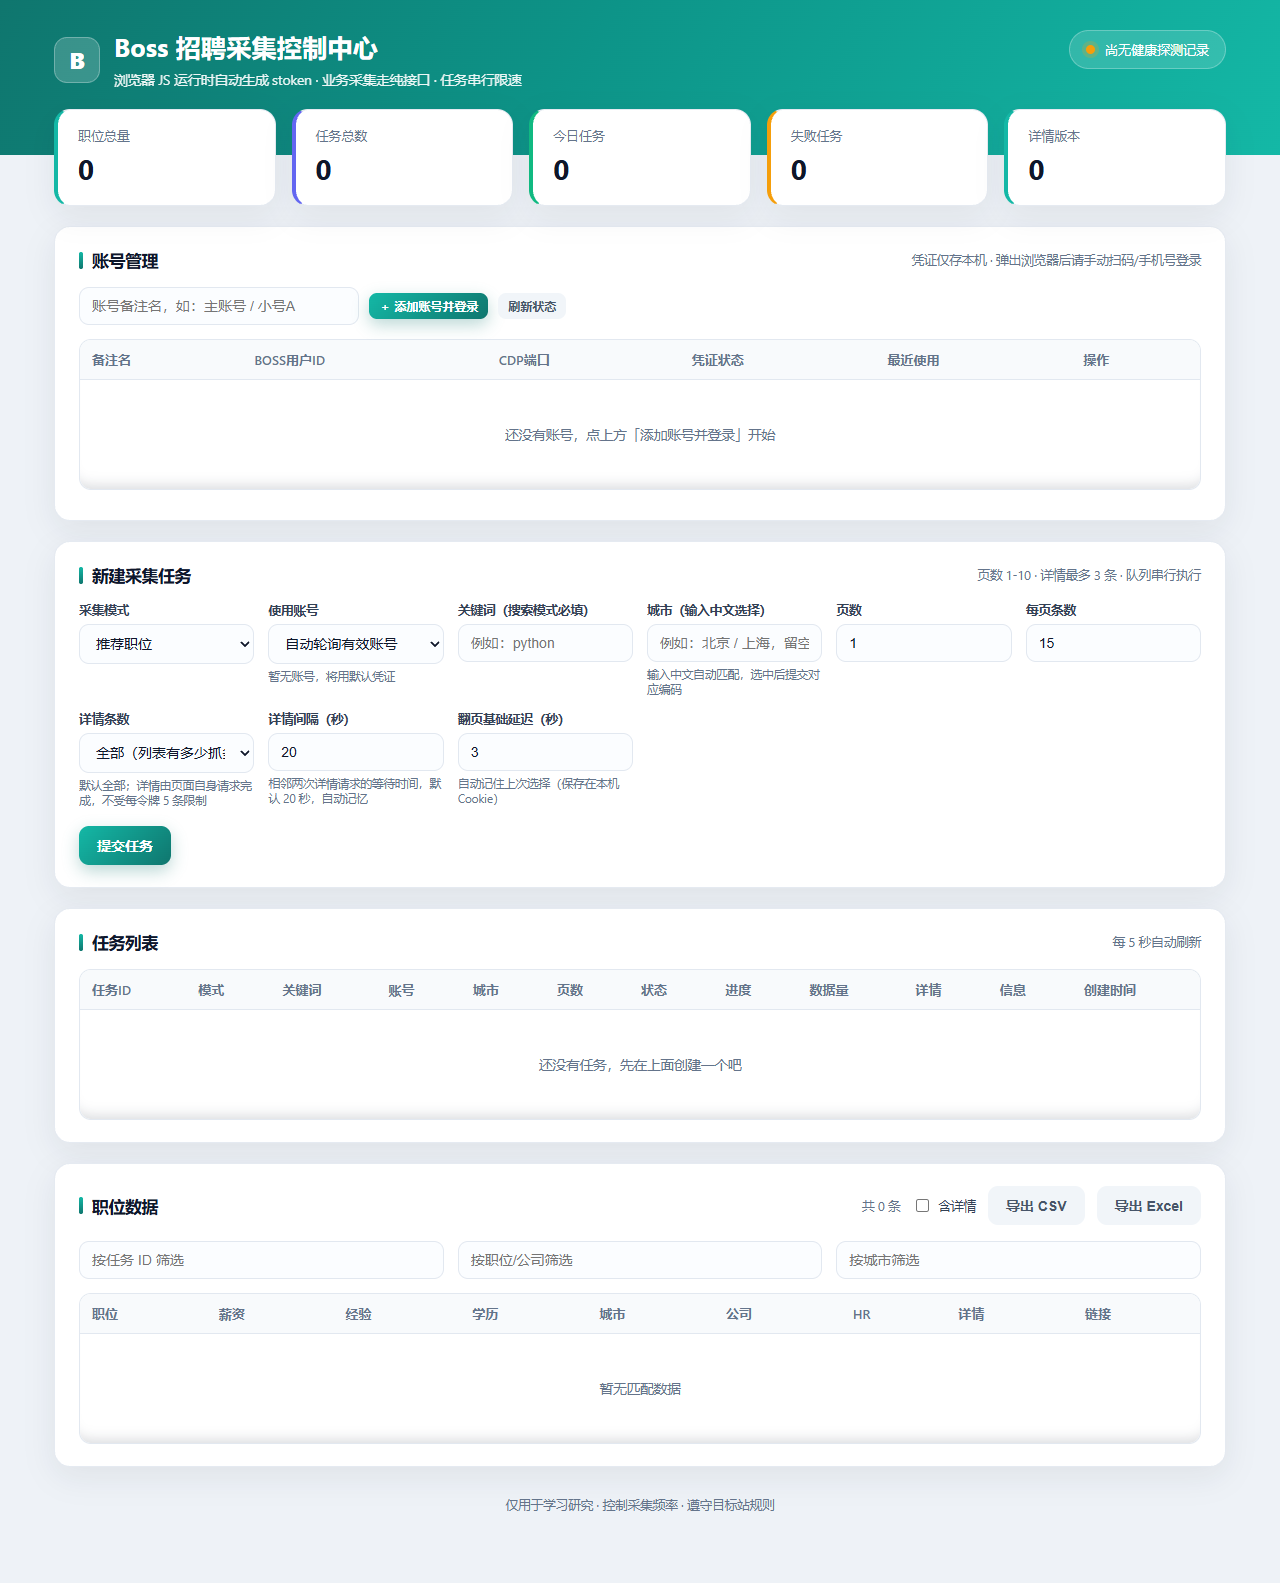 B
Boss 招聘采集控制中心
浏览器 JS 运行时自动生成 stoken · 业务采集走纯接口 · 任务串行限速
尚无健康探测记录
职位总量
0
任务总数
0
今日任务
0
失败任务
0
详情版本
0
账号管理
凭证仅存本机 · 弹出浏览器后请手动扫码/手机号登录
账号备注名，如：主账号 / 小号A
+ 添加账号并登录
刷新状态
备注名 BOSS用户ID CDP端口 凭证状态 最近使用 操作
还没有账号，点上方「添加账号并登录」开始
新建采集任务
页数 1-10 · 详情最多 3 条 · 队列串行执行
采集模式
推荐职位
使用账号
自动轮询有效账号
暂无账号，将用默认凭证
关键词（搜索模式必填）
例如：python
城市（输入中文选择）
例如：北京 / 上海，留空
输入中文自动匹配，选中后提交对
应编码
页数
1
每页条数
15
详情条数
全部（列表有多少抓
默认全部；详情由页面自身请求完
成，不受每令牌 5 条限制
详情间隔（秒）
20
相邻两次详情请求的等待时间，默
认 20 秒，自动记忆
翻页基础延迟（秒）
3
自动记住上次选择（保存在本机
Cookie）
提交任务
任务列表
每 5 秒自动刷新
任务ID 模式 关键词 账号 城市 页数 状态 进度 数据量 详情 信息 创建时间
还没有任务，先在上面创建一个吧
职位数据
共 0 条
含详情
导出 CSV
导出 Excel
按任务 ID 筛选
按职位/公司筛选
按城市筛选
职位 薪资 经验 学历 城市 公司 HR 详情 链接
暂无匹配数据
仅用于学习研究 · 控制采集频率 · 遵守目标站规则